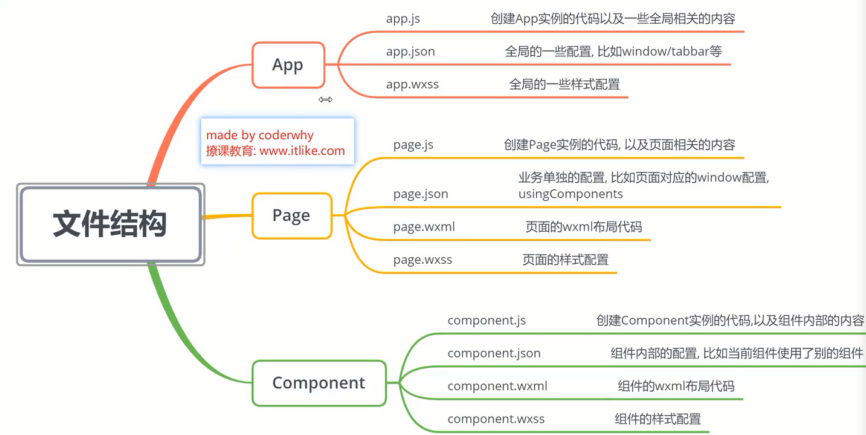 文件结构
App
app.js 创建App实例的代码以及一些全局相关的内容
app.json 全局的一些配置, 比如window/tabbar等
app.wxss 全局的一些样式配置
made by coderwhy
撩课教育: www.itlike.com
Page
page.js 创建Page实例的代码, 以及页面相关的内容
page.json 业务单独的配置, 比如页面对应的window配置,
usingComponents
page.wxml 页面的wxml布局代码
page.wxss 页面的样式配置
Component
component.js 创建Component实例的代码,以及组件内部的内容
component.json 组件内部的配置, 比如当前组件使用了别的组件
component.wxml 组件的wxml布局代码
component.wxss 组件的样式配置